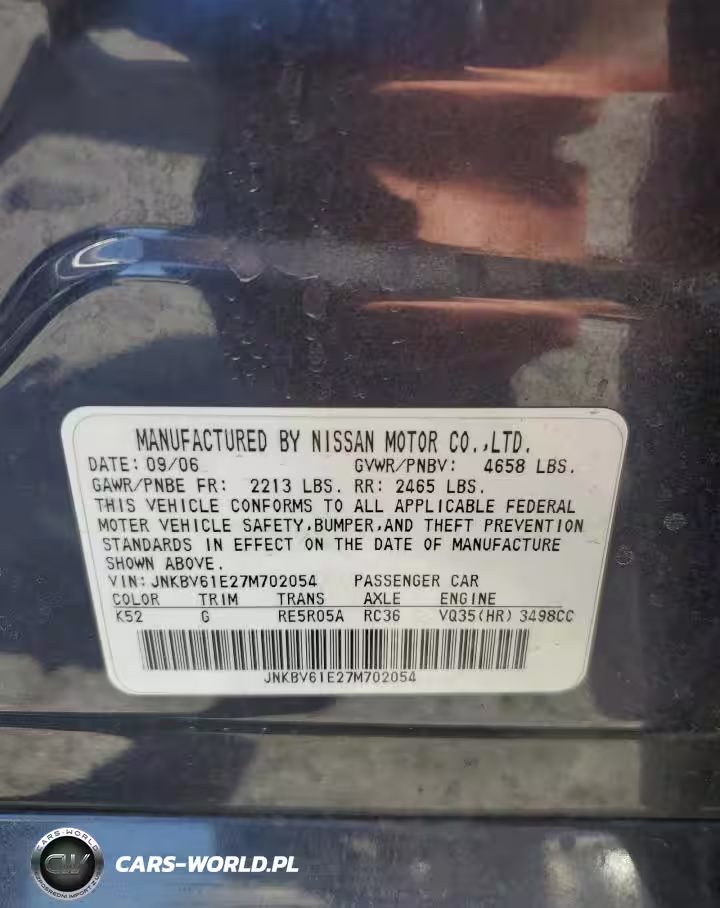 MANUFACTURED BY NISSAN MOTOR CO.,LTD.
DATE: 09/06 GVWR/PNBV: 4658 LBS.
GAWR/PNBE FR: 2213 LBS. RR: 2465 LBS.
THIS VEHICLE CONFORMS TO ALL APPLICABLE FEDERAL
MOTER VEHICLE SAFETY,BUMPER,AND THEFT PREVENTION
STANDARDS IN EFFECT ON THE DATE OF MANUFACTURE
SHOWN ABOVE.
VIN: JNKBV61E27M702054 PASSENGER CAR
COLOR TRIM TRANS AXLE ENGINE
K52 G RE5R05A RC36 VQ35(HR) 3498CC
JNKBV61E27M702054
CARS-WORLD
CW
CARS-WORLD.PL